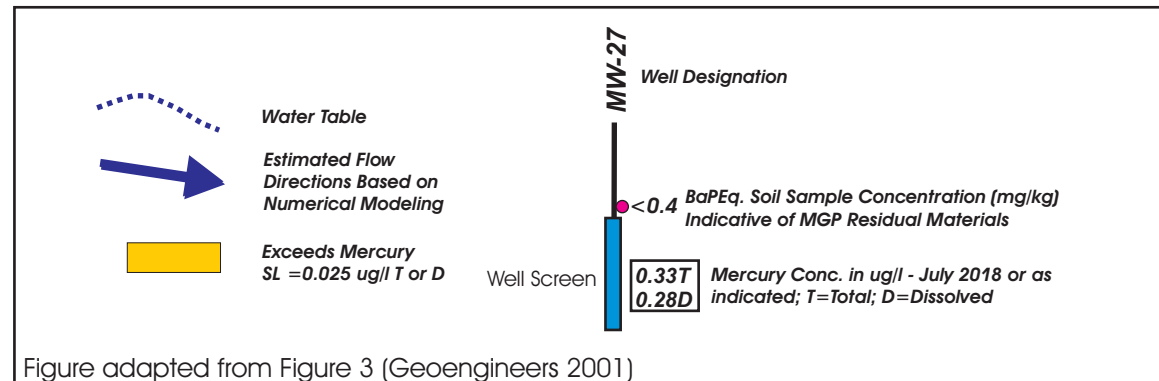 Water Table
Estimated Flow
Directions Based on
Numerical Modeling
Exceeds Mercury
SL =0.025 ug/l T or D
MW-27
Well Designation
<0.4
BaPEq. Soil Sample Concentration (mg/kg)
Indicative of MGP Residual Materials
Well Screen
0.33T
0.28D
Mercury Conc. in ug/l - July 2018 or as
indicated; T=Total; D=Dissolved
Figure adapted from Figure 3 (Geoengineers 2001)